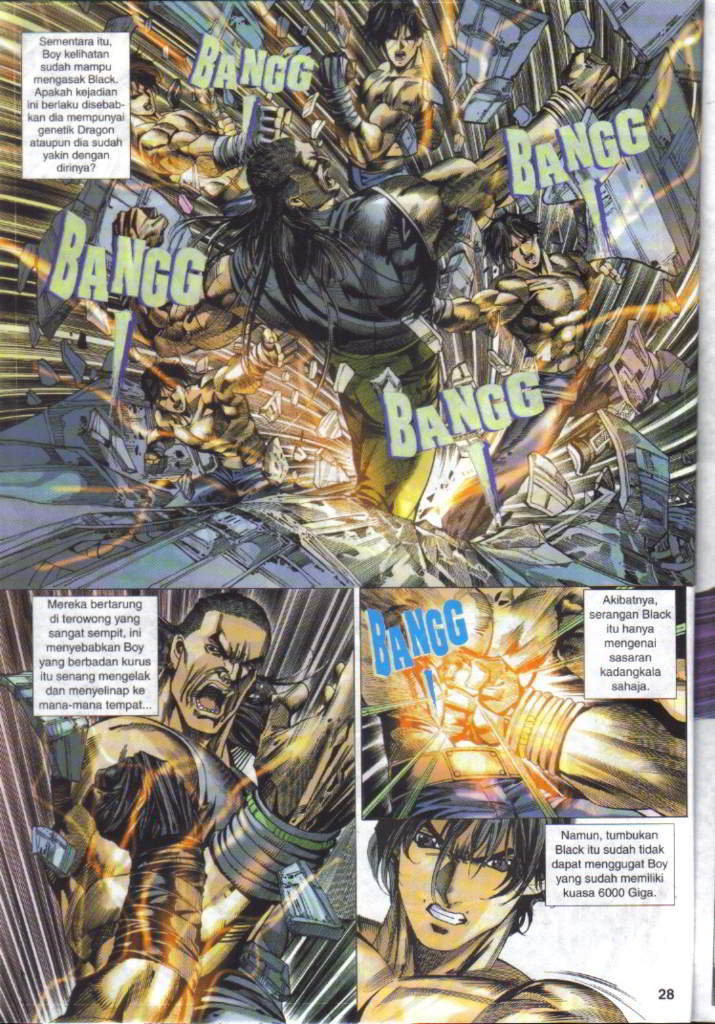 Sementara itu,
Boy kelihatan
sudah mampu
mengasak Black.
Apakah kejadian
ini berlaku disebab-
kan dia mempunyai
genetik Dragon
ataupun dia sudah
yakin dengan
dirinya?
BANGG!
BANGG!
BANGG!
BANGG!
Mereka bertarung
di terowong yang
sangat sempit, ini
menyebabkan Boy
yang berbadan kurus
itu senang mengelak
dan menyelinap ke
mana-mana tempat...
BANGG!
Akibatnya,
serangan Black
itu hanya
mengenai
sasaran
kadangkala
sahaja.
Namun, tumbukan
Black itu sudah tidak
dapat menggugat Boy
yang sudah memiliki
kuasa 6000 Giga.
28